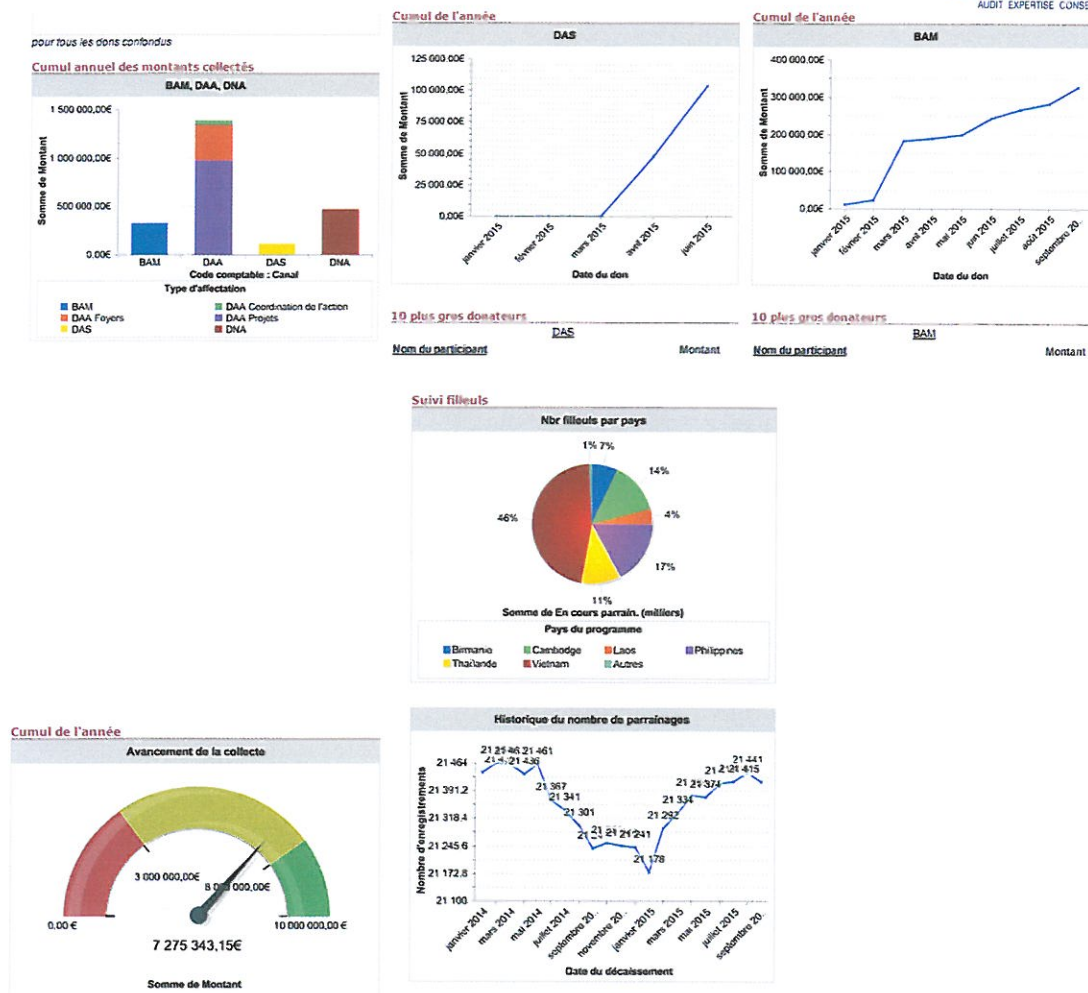 AUDIT EXPERTISE CONSE
pour tous les dons confondus
Cumul annuel des montants collectés
BAM, DAA, DNA
1 500 000,00€
1 000 000,00€
500 000,00€
0.00€
Somme de Montant
BAM
DAA
DAS
DNA
Code comptable : Canal
Type d'affectation
BAM
DAA Coordination de l'action
DAA Foyers
DAA Projets
DAS
DNA
Cumul de l'année
DAS
125 000,00€
100 000,00€
75 000,00€
50 000,00€
25 000,00€
0.00€
Somme de Montant
janvier 2015
février 2015
mars 2015
avril 2015
juin 2015
Date du don
Cumul de l'année
BAM
400 000,00€
300 000,00€
200 000,00€
100 000,00€
0.00€
Somme de Montant
janvier 2015
février 2015
mars 2015
avril 2015
mai 2015
juin 2015
juillet 2015
août 2015
septembre 20..
Date du don
10 plus gros donateurs
DAS
Nom du participant
Montant
10 plus gros donateurs
BAM
Nom du participant
Montant
Suivi filleuls
Nbr filleuls par pays
1%
7%
14%
4%
17%
11%
46%
Somme de En cours parrain. (milliers)
Pays du programme
Birmanie
Cambodge
Laos
Philippines
Thaïlande
Vietnam
Autres
Cumul de l'année
Avancement de la collecte
3 000 000,00€
0.00 €
10 000 000,00 €
7 275 343,15€
Somme de Montant
Historique du nombre de parrainages
21 464
21 391.2
21 318.4
21 245.6
21 172.8
21 100
Nombre d'enregistrements
21 461
21 367
21 341
21 301
21 241
21 178
21 292
21 334
21 374
21 415
21 441
janvier 2014
mars 2014
mai 2014
juillet 2014
septembre 20..
novembre 20..
janvier 2015
mars 2015
mai 2015
juillet 2015
septembre 20..
Date du décaissement